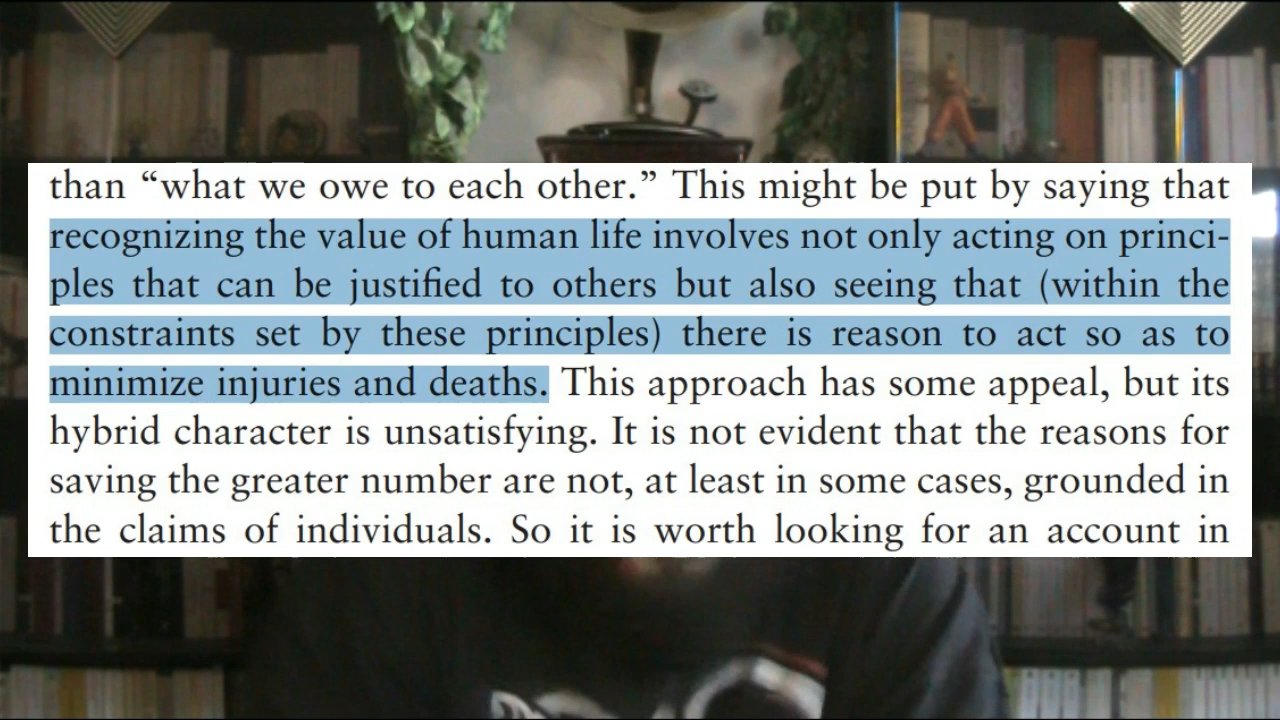 than “what we owe to each other.” This might be put by saying that
recognizing the value of human life involves not only acting on princi-
ples that can be justified to others but also seeing that (within the
constraints set by these principles) there is reason to act so as to
minimize injuries and deaths. This approach has some appeal, but its
hybrid character is unsatisfying. It is not evident that the reasons for
saving the greater number are not, at least in some cases, grounded in
the claims of individuals. So it is worth looking for an account in